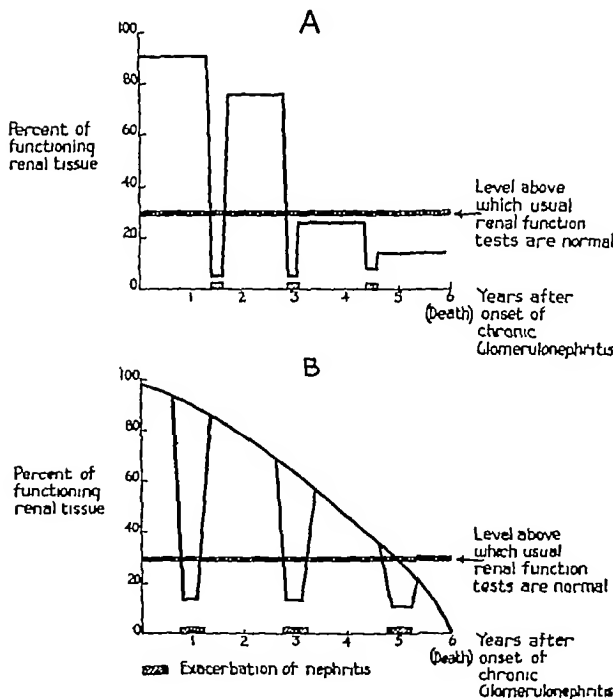 A
100
80
60
40
20
0
Percent of
functioning
renal tissue
Level above
which usual
renal function
tests are normal
1 2 3 4 5 6
(Death)
Years after
onset of
chronic
Glomerulonephritis
B
100
80
60
40
20
0
Percent of
functioning
renal tissue
Level above
which usual
renal function
tests are normal
1 2 3 4 5 6
(Death)
Years after
onset of
chronic
Glomerulonephritis
Exacerbation of nephritis